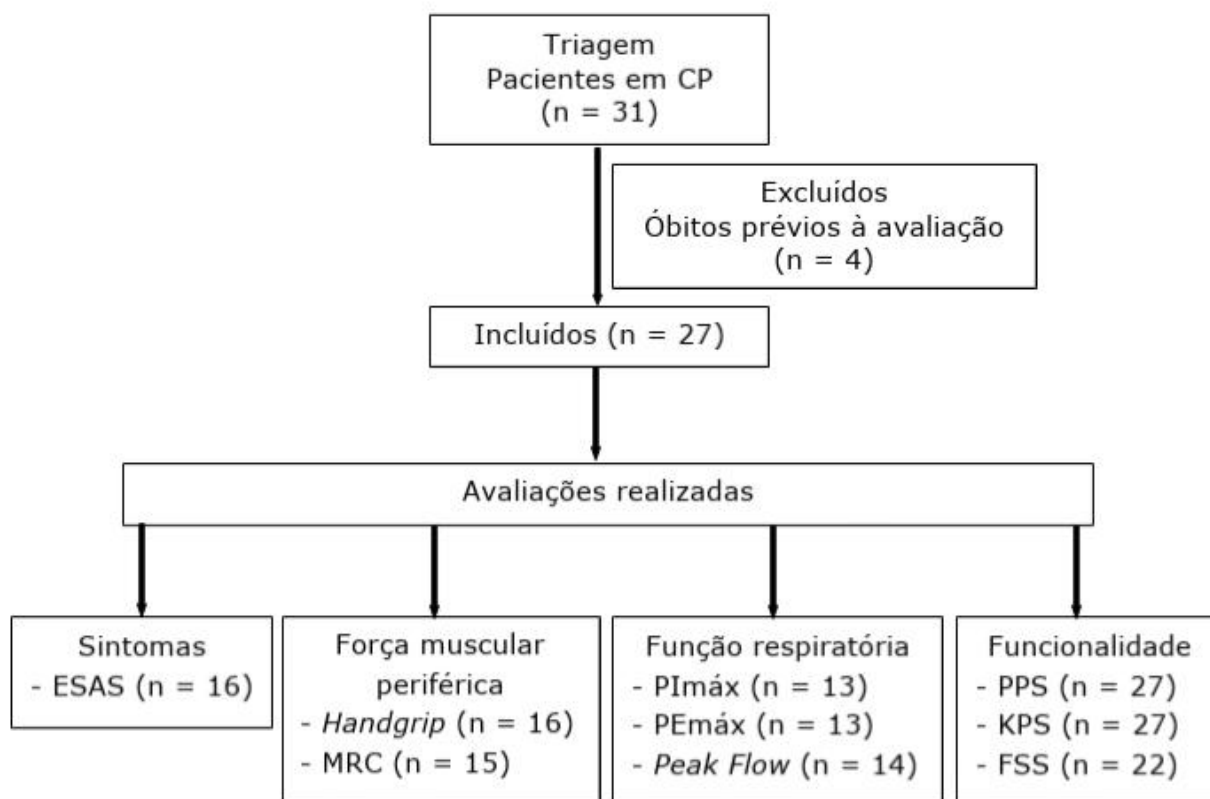 Triagem
Pacientes em CP
(n = 31)
Excluídos
Óbitos prévios à avaliação
(n = 4)
Incluídos (n = 27)
Avaliações realizadas
Sintomas
- ESAS (n = 16)
Força muscular
periférica
- Handgrip (n = 16)
- MRC (n = 15)
Função respiratória
- PImáx (n = 13)
- PEmáx (n = 13)
- Peak Flow (n = 14)
Funcionalidade
- PPS (n = 27)
- KPS (n = 27)
- FSS (n = 22)